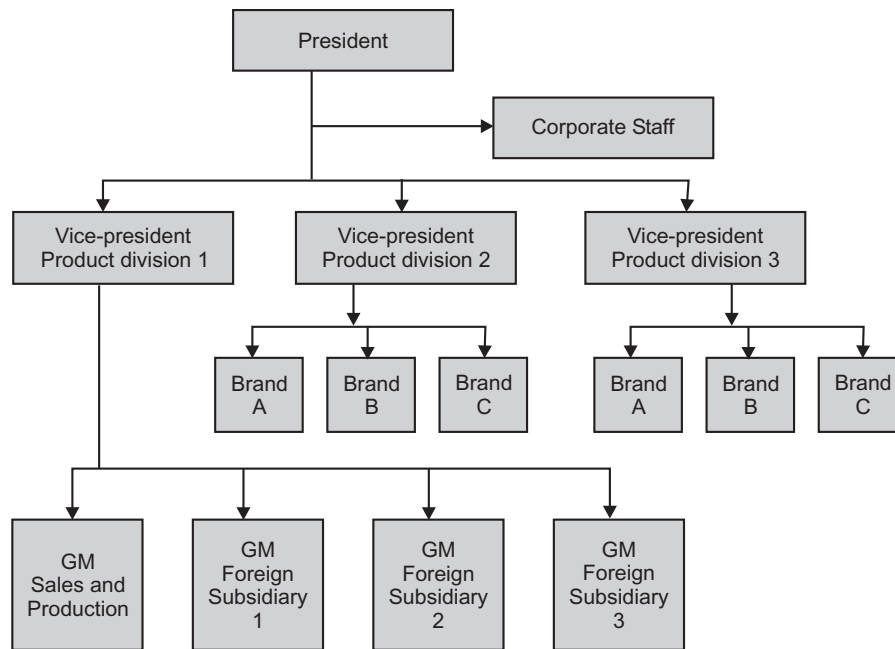 President
Corporate Staff
Vice-president
Product division 1
Vice-president
Product division 2
Vice-president
Product division 3
Brand
A
Brand
B
Brand
C
Brand
A
Brand
B
Brand
C
GM
Sales and
Production
GM
Foreign
Subsidiary
1
GM
Foreign
Subsidiary
2
GM
Foreign
Subsidiary
3